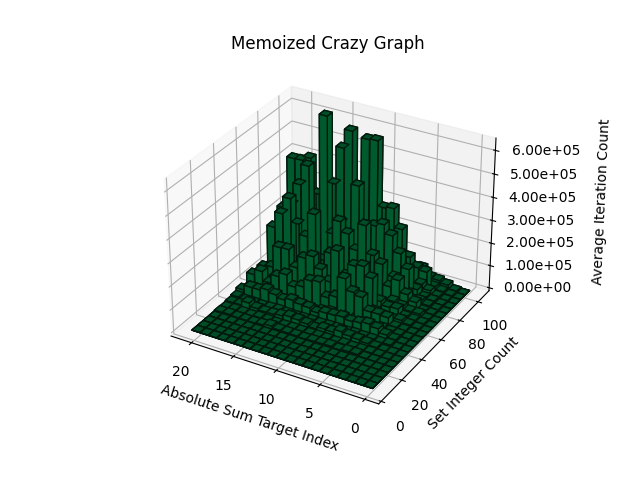 Memoized Crazy Graph
6.00e+05
5.00e+05
4.00e+05
3.00e+05
2.00e+05
1.00e+05
0.00e+00
Average Iteration Count
100
80
60
40
20
0
Set Integer Count
20
15
10
5
0
Absolute Sum Target Index